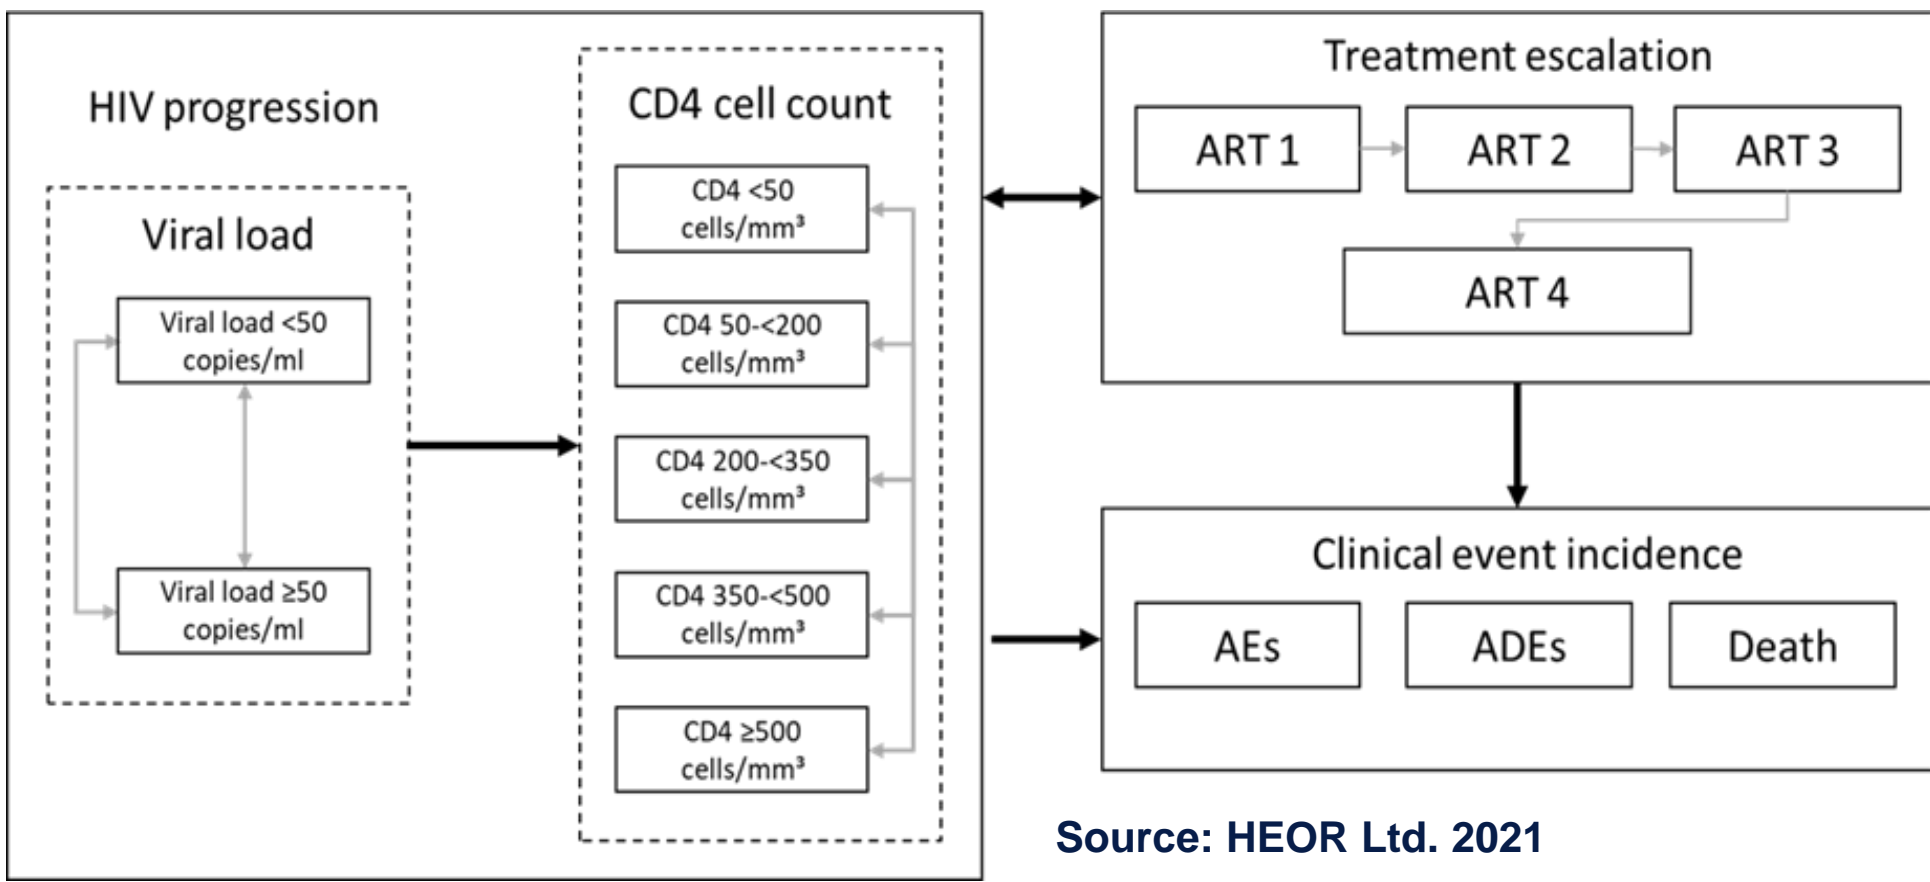 HIV progression
Viral load
Viral load <50
copies/ml
Viral load ≥50
copies/ml
CD4 cell count
CD4 <50
cells/mm³
CD4 50-<200
cells/mm³
CD4 200-<350
cells/mm³
CD4 350-<500
cells/mm³
CD4 ≥500
cells/mm³
Treatment escalation
ART 1
ART 2
ART 3
ART 4
Clinical event incidence
AEs
ADEs
Death
Source: HEOR Ltd. 2021